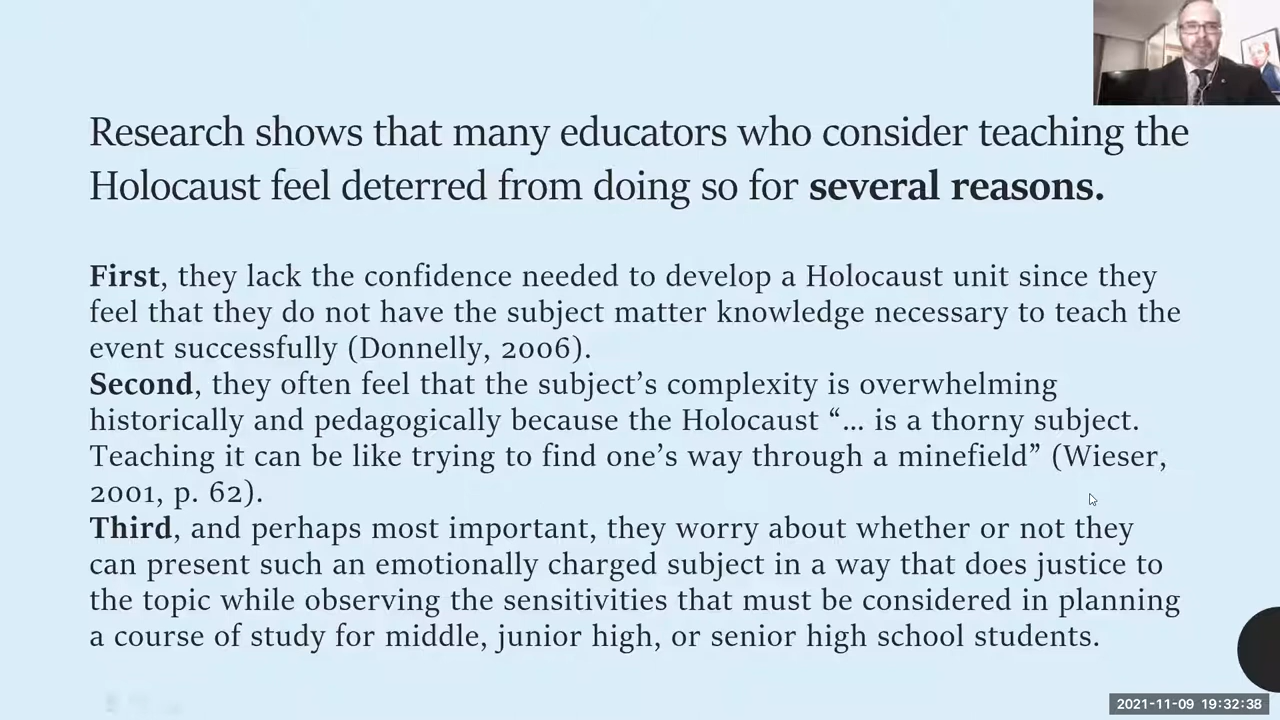 Research shows that many educators who consider teaching the
Holocaust feel deterred from doing so for several reasons.
First, they lack the confidence needed to develop a Holocaust unit since they
feel that they do not have the subject matter knowledge necessary to teach the
event successfully (Donnelly, 2006).
Second, they often feel that the subject’s complexity is overwhelming
historically and pedagogically because the Holocaust “... is a thorny subject.
Teaching it can be like trying to find one’s way through a minefield” (Wieser,
2001, p. 62).
Third, and perhaps most important, they worry about whether or not they
can present such an emotionally charged subject in a way that does justice to
the topic while observing the sensitivities that must be considered in planning
a course of study for middle, junior high, or senior high school students.
2021-11-09 19:32:38